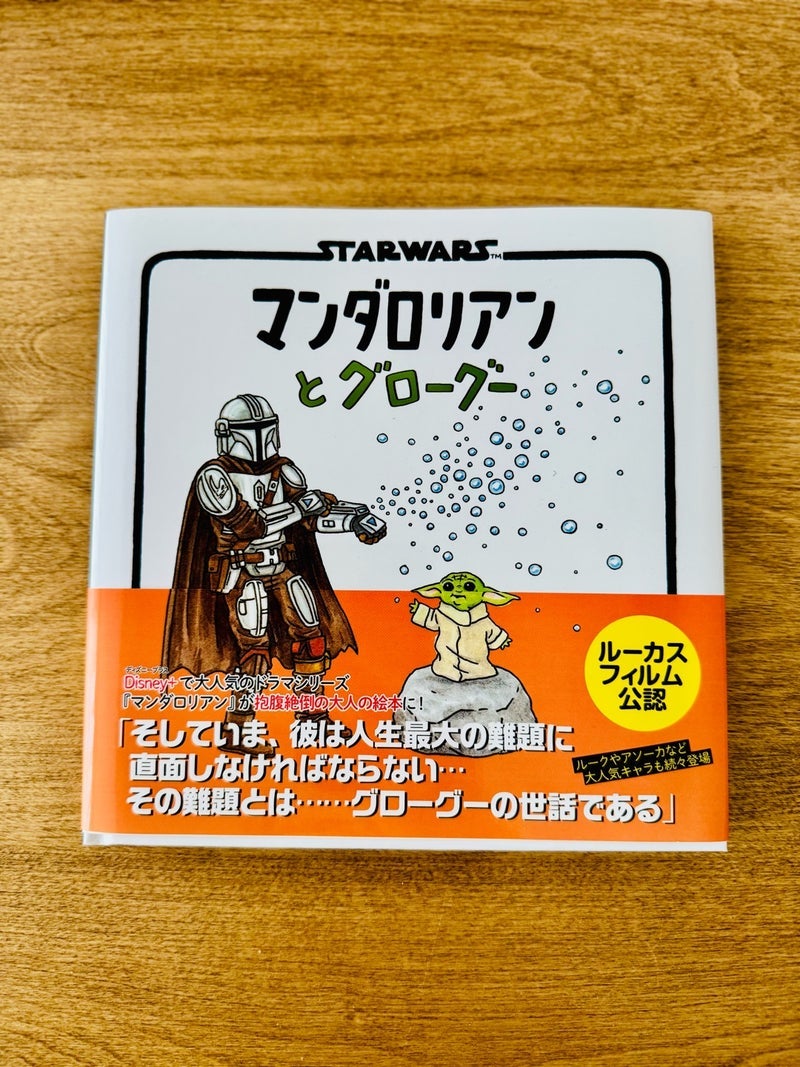 STARWARS™
マンダロリアン
とグローグー
ルーカス
フィルム
公認
ディズニープラス
Disney+で大人気のドラマシリーズ
『マンダロリアン』が抱腹絶倒の大人の絵本に!
「そしていま、彼は人生最大の難題に
直面しなければならない…
その難題とは……グローグーの世話である」
ルークやアソーカなど
大人気キャラも続々登場